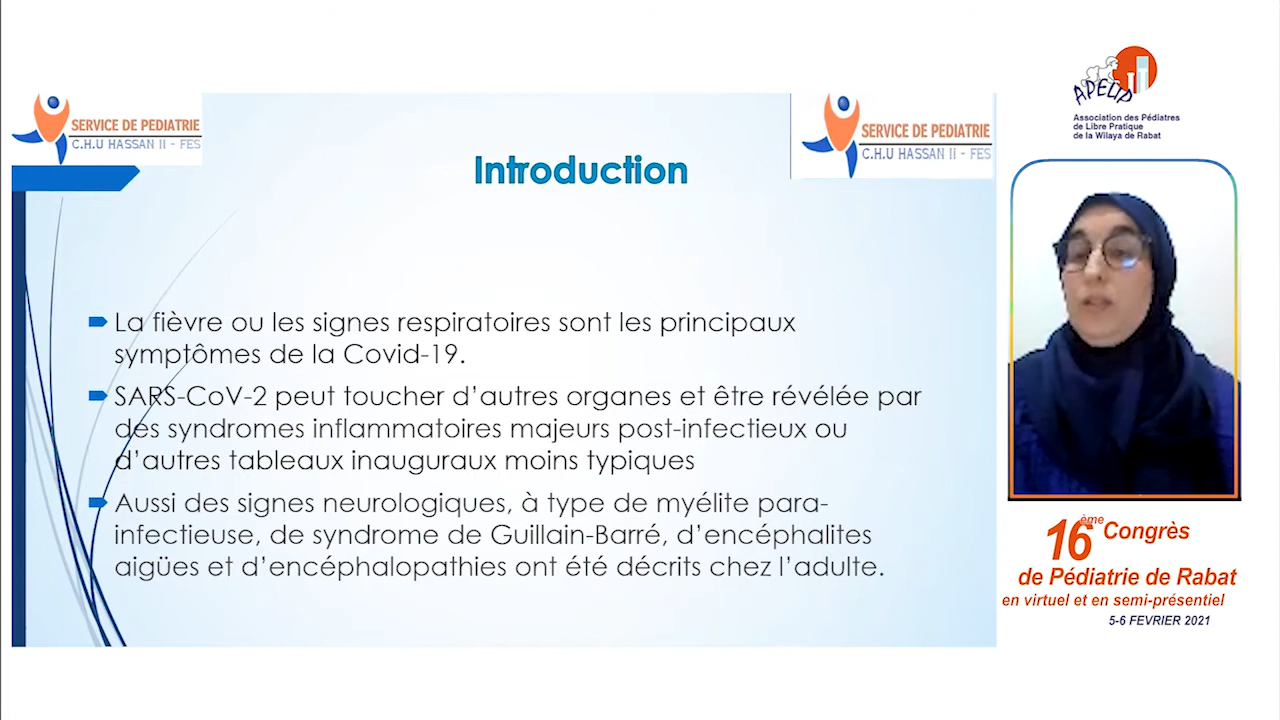 SERVICE DE PEDIATRIE
C.H.U HASSAN II - FES
SERVICE DE PEDIATRIE
C.H.U HASSAN II - FES
Introduction
La fièvre ou les signes respiratoires sont les principaux
symptômes de la Covid-19.
SARS-CoV-2 peut toucher d’autres organes et être révélée par
des syndromes inflammatoires majeurs post-infectieux ou
d’autres tableaux inauguraux moins typiques
Aussi des signes neurologiques, à type de myélite para-
infectieuse, de syndrome de Guillain-Barré, d’encéphalites
aigües et d’encéphalopathies ont été décrits chez l’adulte.
APELIP
Association des Pédiatres
de Libre Pratique
de la Wilaya de Rabat
16ème Congrès
de Pédiatrie de Rabat
en virtuel et en semi-présentiel
5-6 FEVRIER 2021